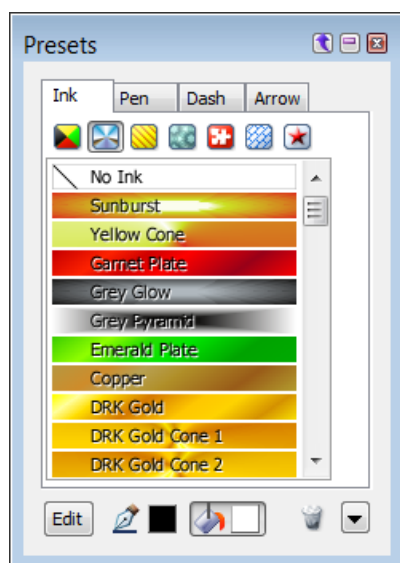 Presets
Ink Pen Dash Arrow
No Ink
Sunburst
Yellow Cone
Garnet Plate
Grey Glow
Grey Pyramid
Emerald Plate
Copper
DRK Gold
DRK Gold Cone 1
DRK Gold Cone 2
Edit